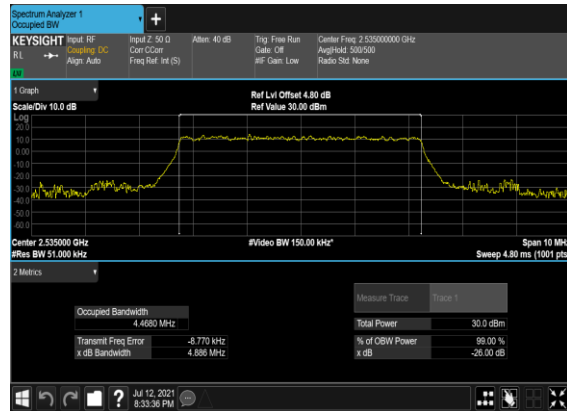 Spectrum Analyzer 1
Occupied BW
KEYSIGHT
RL
Input: RF
Coupling: DC
Align: Auto
Input Z: 50 Ω
Corr CCorr
Freq Ref: Int (S)
Atten: 40 dB
Trig: Free Run
Gate: Off
#IF Gain: Low
Center Freq: 2.535000000 GHz
Avg|Hold: 500/500
Radio Std: None
1 Graph
Scale/Div 10.0 dB
Ref Lvl Offset 4.80 dB
Ref Value 30.00 dBm
Log
20.0
10.0
0.00
-10.0
-20.0
-30.0
-40.0
-50.0
-60.0
Center 2.535000 GHz
#Res BW 51.000 kHz
#Video BW 150.00 kHz*
Span 10 MHz
Sweep 4.80 ms (1001 pts)
2 Metrics
Measure Trace
Trace 1
Occupied Bandwidth
4.4680 MHz
Total Power
30.0 dBm
Transmit Freq Error
-8.770 kHz
% of OBW Power
99.00 %
x dB Bandwidth
4.886 MHz
x dB
-26.00 dB
?
Jul 12, 2021
8:33:36 PM